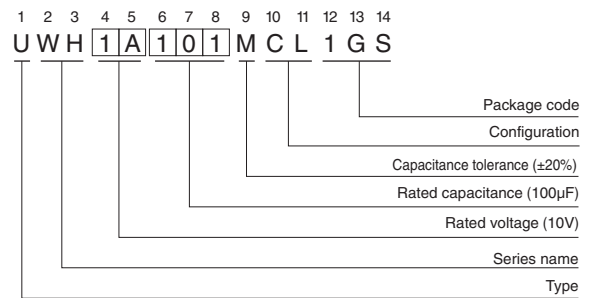 1 2 3 4 5 6 7 8 9 10 11 12 13 14
U W H 1 A 1 0 1 M C L 1 G S
Package code
Configuration
Capacitance tolerance (±20%)
Rated capacitance (100µF)
Rated voltage (10V)
Series name
Type